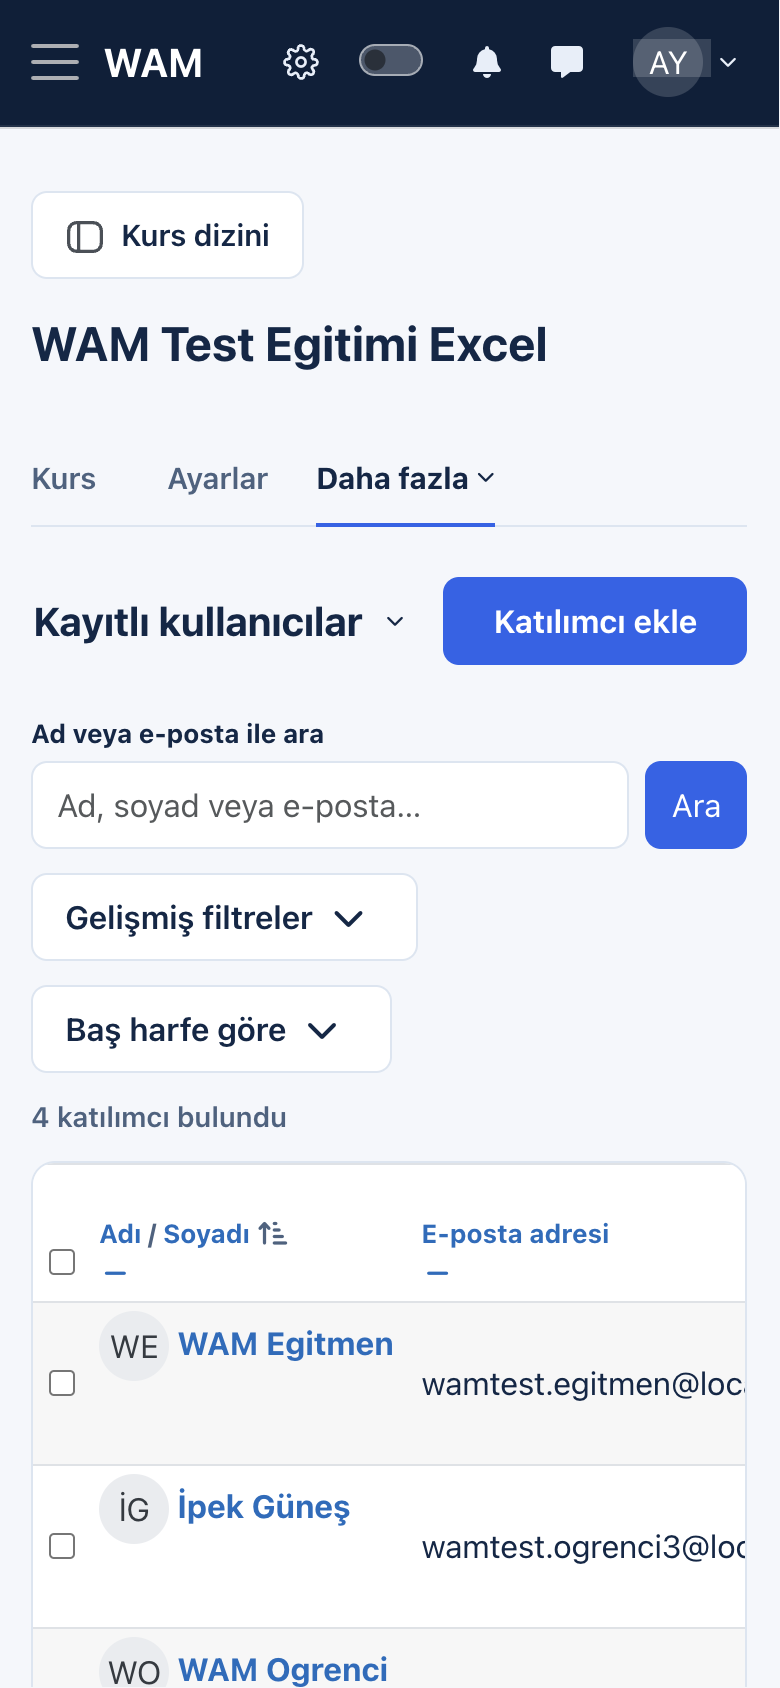 WAM
AY
Kurs dizini
WAM Test Egitimi Excel
Kurs Ayarlar Daha fazla
Kayıtlı kullanıcılar
Katılımcı ekle
Ad veya e-posta ile ara
Ad, soyad veya e-posta...
Ara
Gelişmiş filtreler
Baş harfe göre
4 katılımcı bulundu
Adı / Soyadı E-posta adresi
WE WAM Egitmen
wamtest.egitmen@loc
İG İpek Güneş
wamtest.ogrenci3@loc
WO WAM Ogrenci